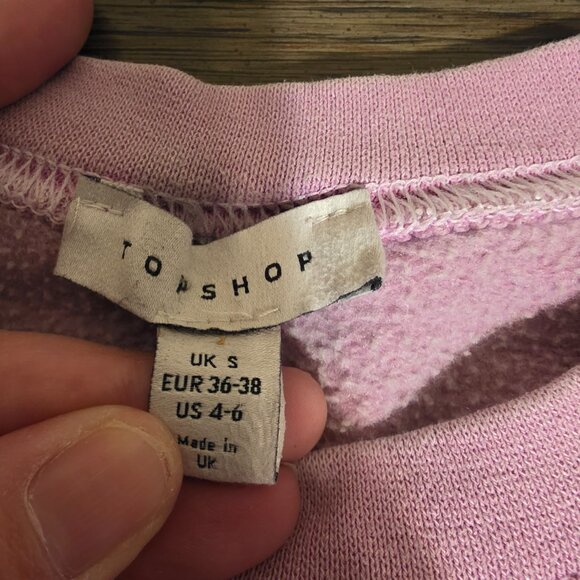 TOPSHOP
UK S
EUR 36-38
US 4-6
Made in
UK